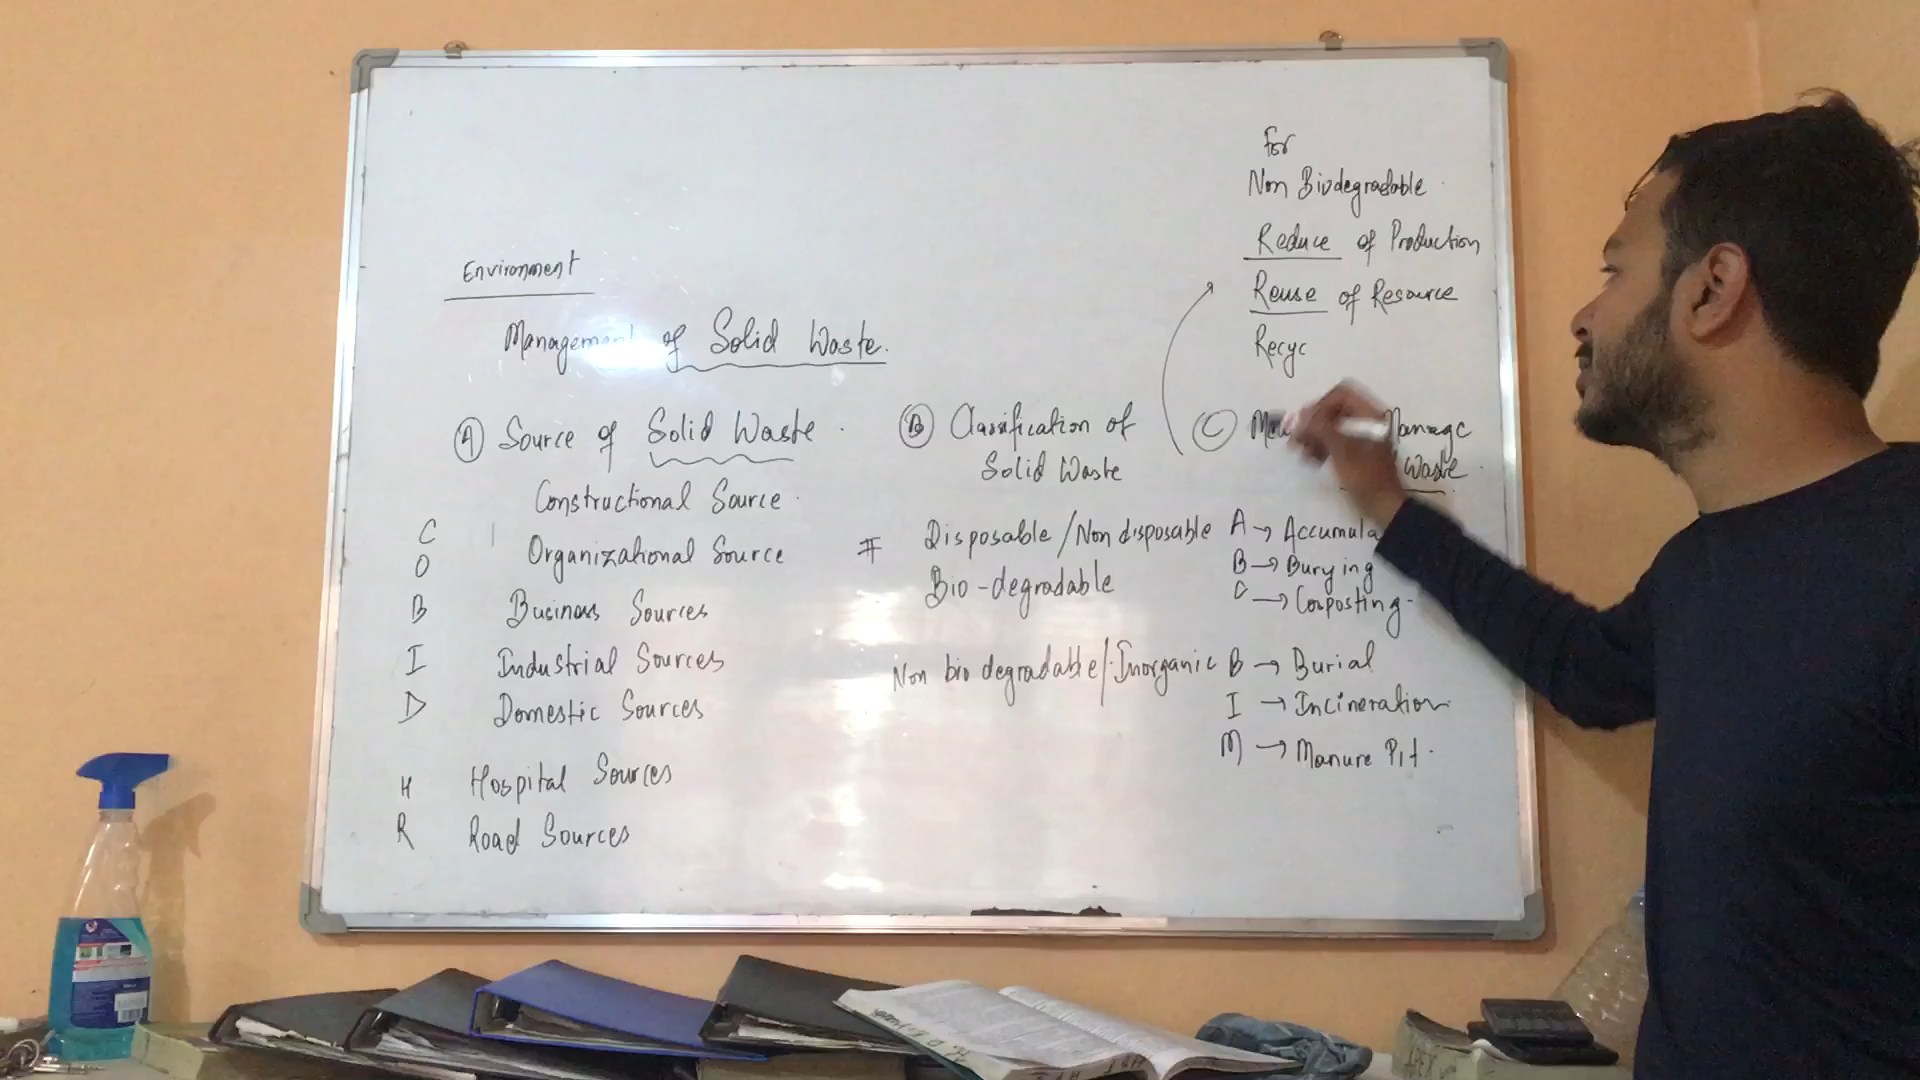 Environment
Management of Solid Waste.
A Source of Solid Waste
Constructional Source
C
Organizational Source
O
B Business Sources
I Industrial Sources
D Domestic Sources
H Hospital Sources
R Road Sources
B Classification of
Solid Waste
# Disposable/Non disposable
Bio-degradable
Non bio degradable/Inorganic
For
Non Biodegradable
Reduce of Production
Reuse of Resource
Recyc
C Manage
Waste
A → Accumula
B → Burying
C → Composting
B → Burial
I → Incineration
M → Manure Pit
APEX